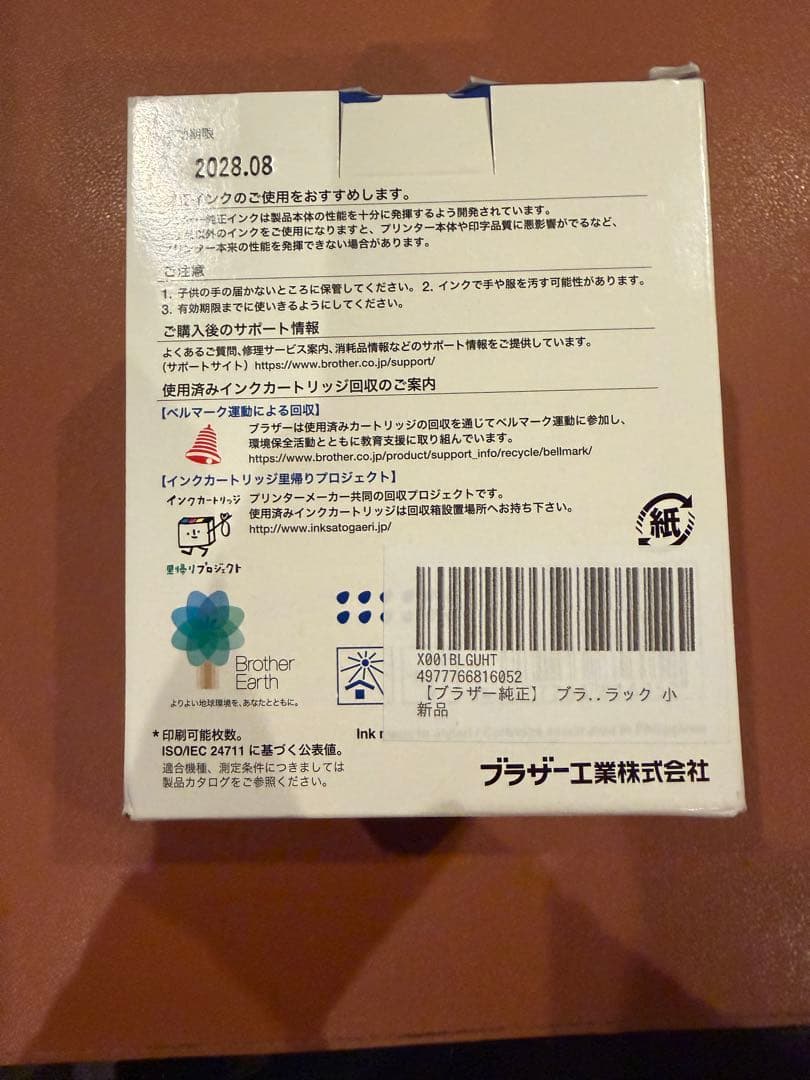 期限
2028.08
インクのご使用をおすすめします。
純正インクは製品本体の性能を十分に発揮するよう開発されています。
以外のインクをご使用になりますと、プリンター本体や印字品質に悪影響がでるなど、
プリンター本来の性能を発揮できない場合があります。
ご注意
1. 子供の手の届かないところに保管してください。 2. インクで手や服を汚す可能性があります。
3. 有効期限までに使いきるようにしてください。
ご購入後のサポート情報
よくあるご質問、修理サービス案内、消耗品情報などのサポート情報をご提供しています。
(サポートサイト) https://www.brother.co.jp/support/
使用済みインクカートリッジ回収のご案内
【ベルマーク運動による回収】
ブラザーは使用済みカートリッジの回収を通じてベルマーク運動に参加し、
環境保全活動とともに教育支援に取り組んでいます。
https://www.brother.co.jp/product/support_info/recycle/bellmark/
【インクカートリッジ里帰りプロジェクト】
インクカートリッジ
里帰りプロジェクト
プリンターメーカー共同の回収プロジェクトです。
使用済みインクカートリッジは回収箱設置場所へお持ち下さい。
http://www.inksatogaeri.jp/
紙
Brother
Earth
よりよい地球環境を、あなたとともに。
X001BLGUHT
4977766816052
【ブラザー純正】 ブラ..ラック 小
新品
*印刷可能枚数。
ISO/IEC 24711 に基づく公表値。
適合機種、測定条件につきましては
製品カタログをご参照ください。
Ink
ブラザー工業株式会社